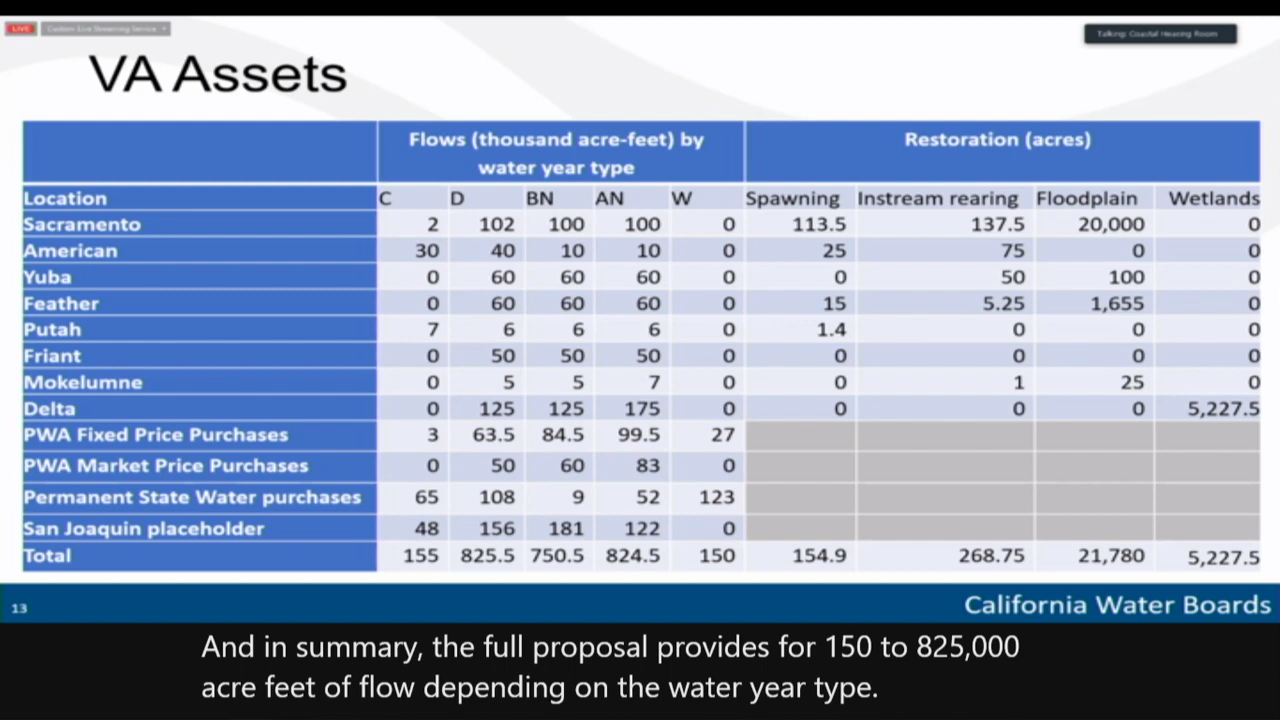 LIVE Custom Live Streaming Service
Talking: Coastal Hearing Room
VA Assets
Flows (thousand acre-feet) by water year type Restoration (acres)
Location C D BN AN W Spawning Instream rearing Floodplain Wetlands
Sacramento 2 102 100 100 0 113.5 137.5 20,000 0
American 30 40 10 10 0 25 75 0 0
Yuba 0 60 60 60 0 0 50 100 0
Feather 0 60 60 60 0 15 5.25 1,655 0
Putah 7 6 6 6 0 1.4 0 0 0
Friant 0 50 50 50 0 0 0 0 0
Mokelumne 0 5 5 7 0 0 1 25 0
Delta 0 125 125 175 0 0 0 0 5,227.5
PWA Fixed Price Purchases 3 63.5 84.5 99.5 27
PWA Market Price Purchases 0 50 60 83 0
Permanent State Water purchases 65 108 9 52 123
San Joaquin placeholder 48 156 181 122 0
Total 155 825.5 750.5 824.5 150 154.9 268.75 21,780 5,227.5
13 California Water Boards
And in summary, the full proposal provides for 150 to 825,000
acre feet of flow depending on the water year type.